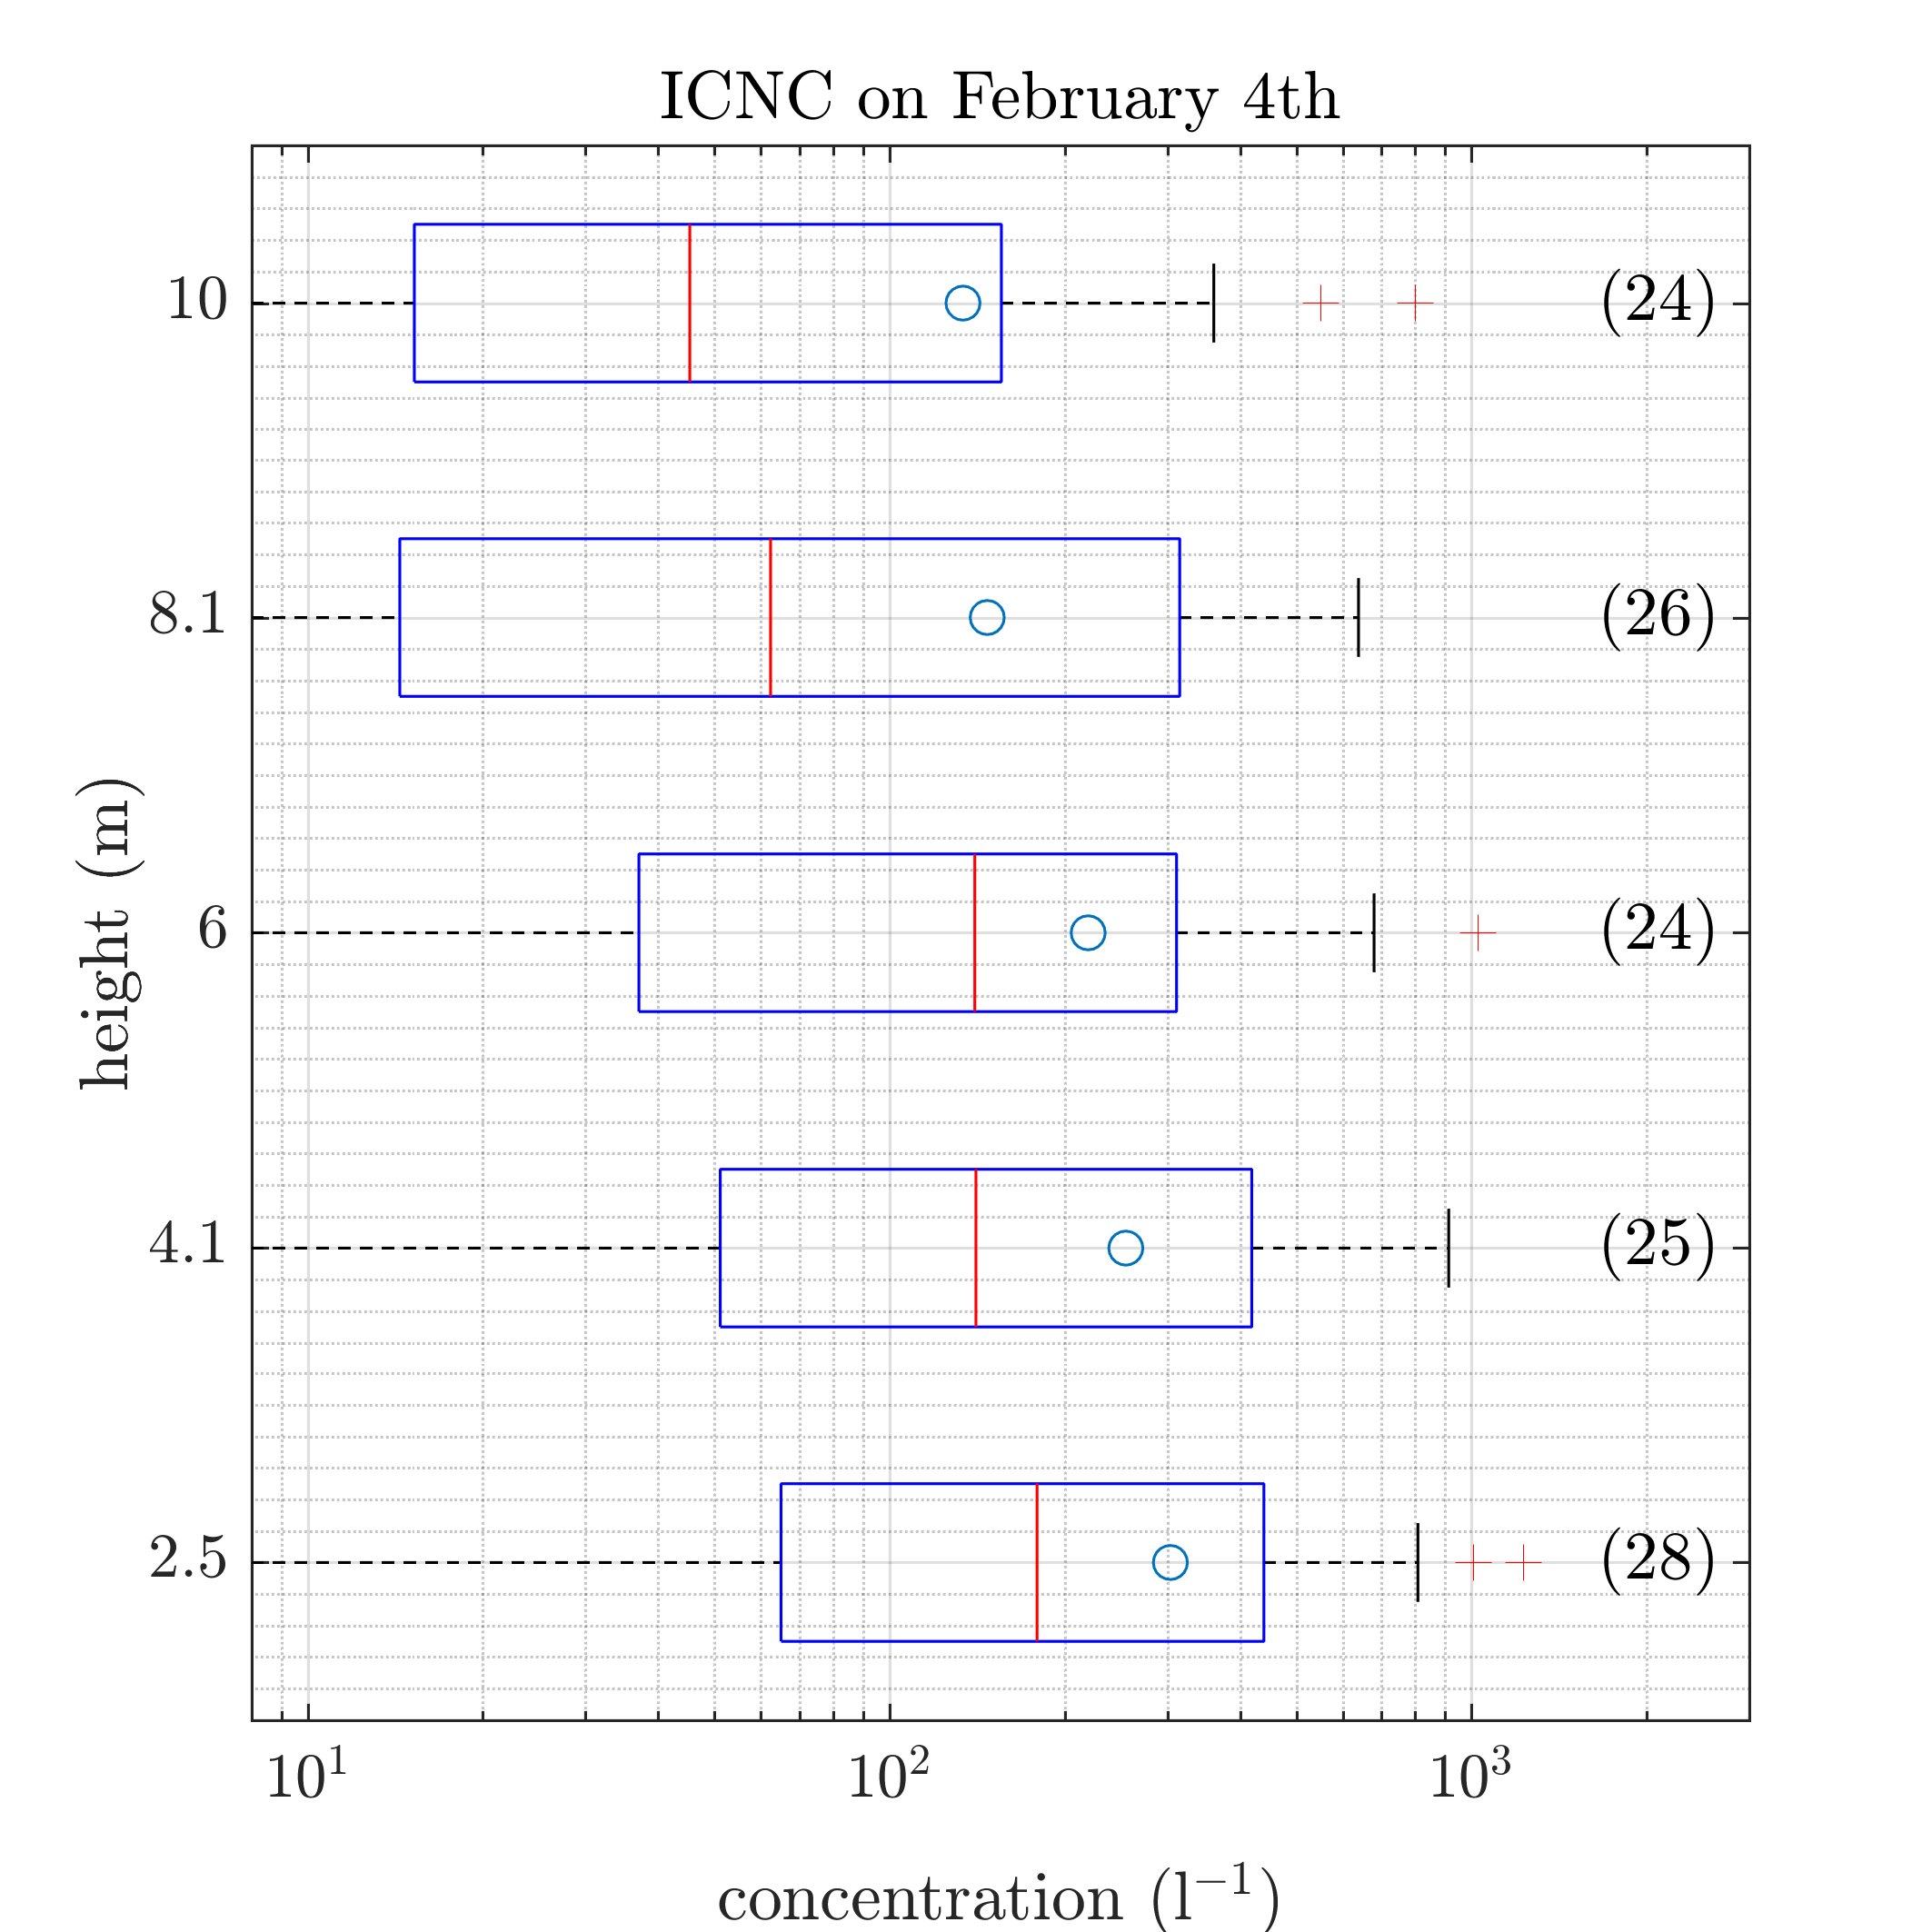 ICNC on February 4th
10
(24)
8.1
(26)
height (m)
6
(24)
4.1
(25)
2.5
(28)
10¹ 10² 10³
concentration (l⁻¹)